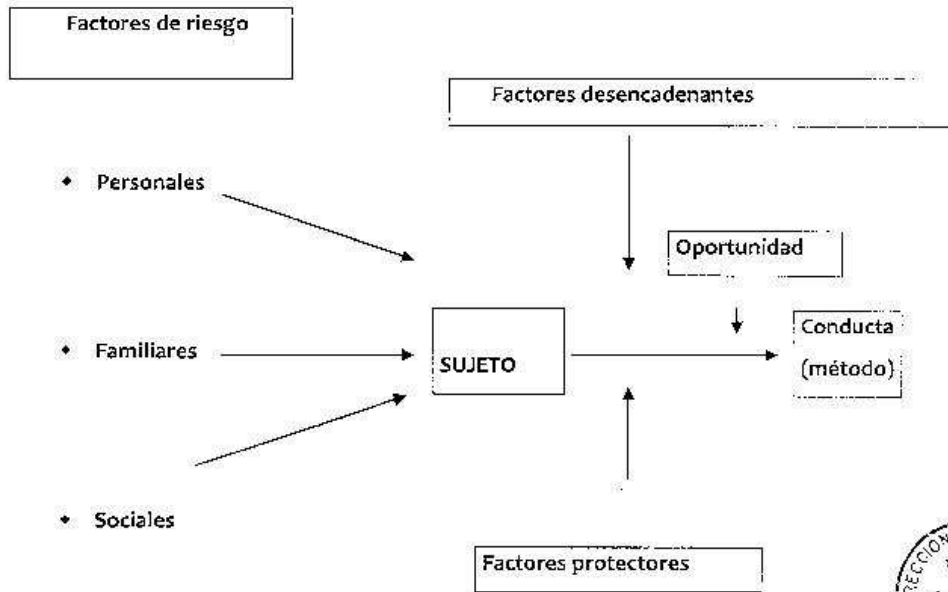 Factores de riesgo
Factores desencadenantes
• Personales
Oportunidad
• Familiares
SUJETO
Conducta
(método)
• Sociales
Factores protectores